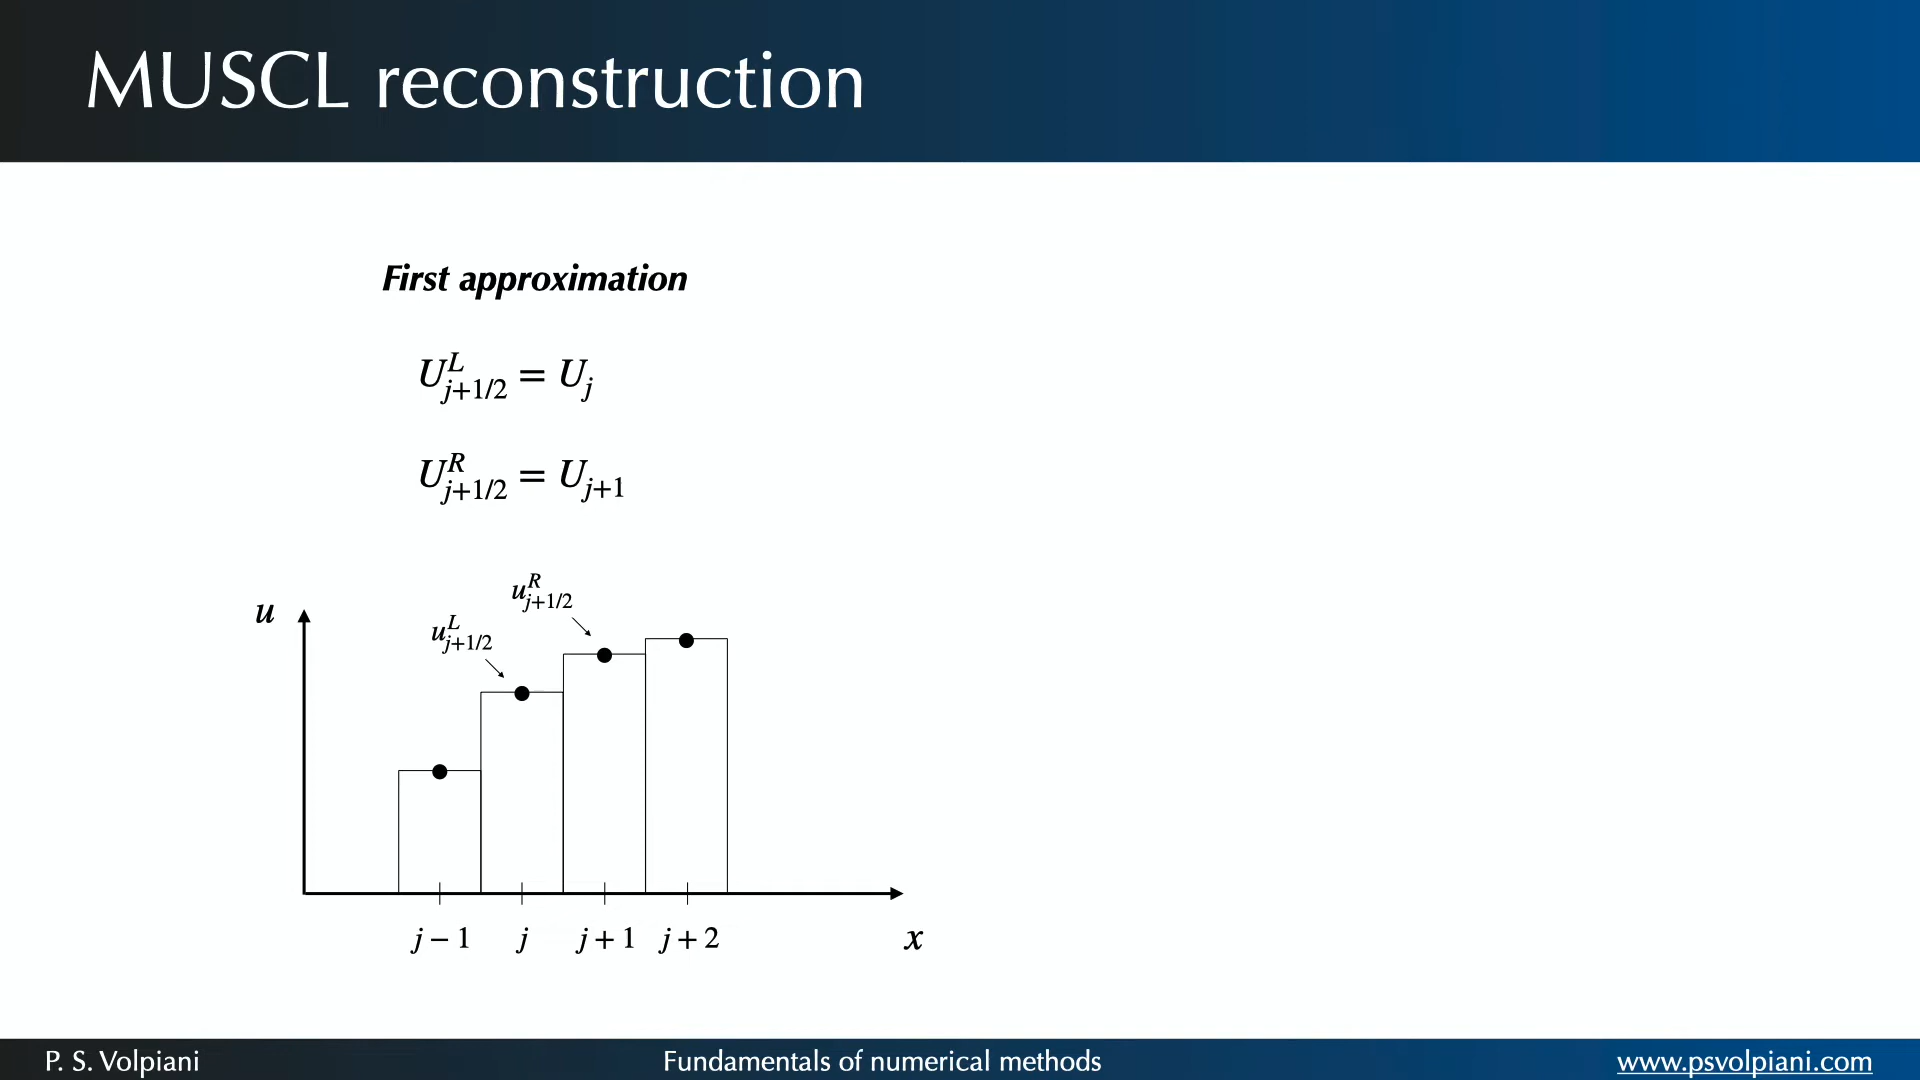 MUSCL reconstruction
First approximation
U^L_{j+1/2} = U_j
U^R_{j+1/2} = U_{j+1}
u^R_{j+1/2}
u^L_{j+1/2}
u
j − 1 j j + 1 j + 2 x
P. S. Volpiani Fundamentals of numerical methods www.psvolpiani.com